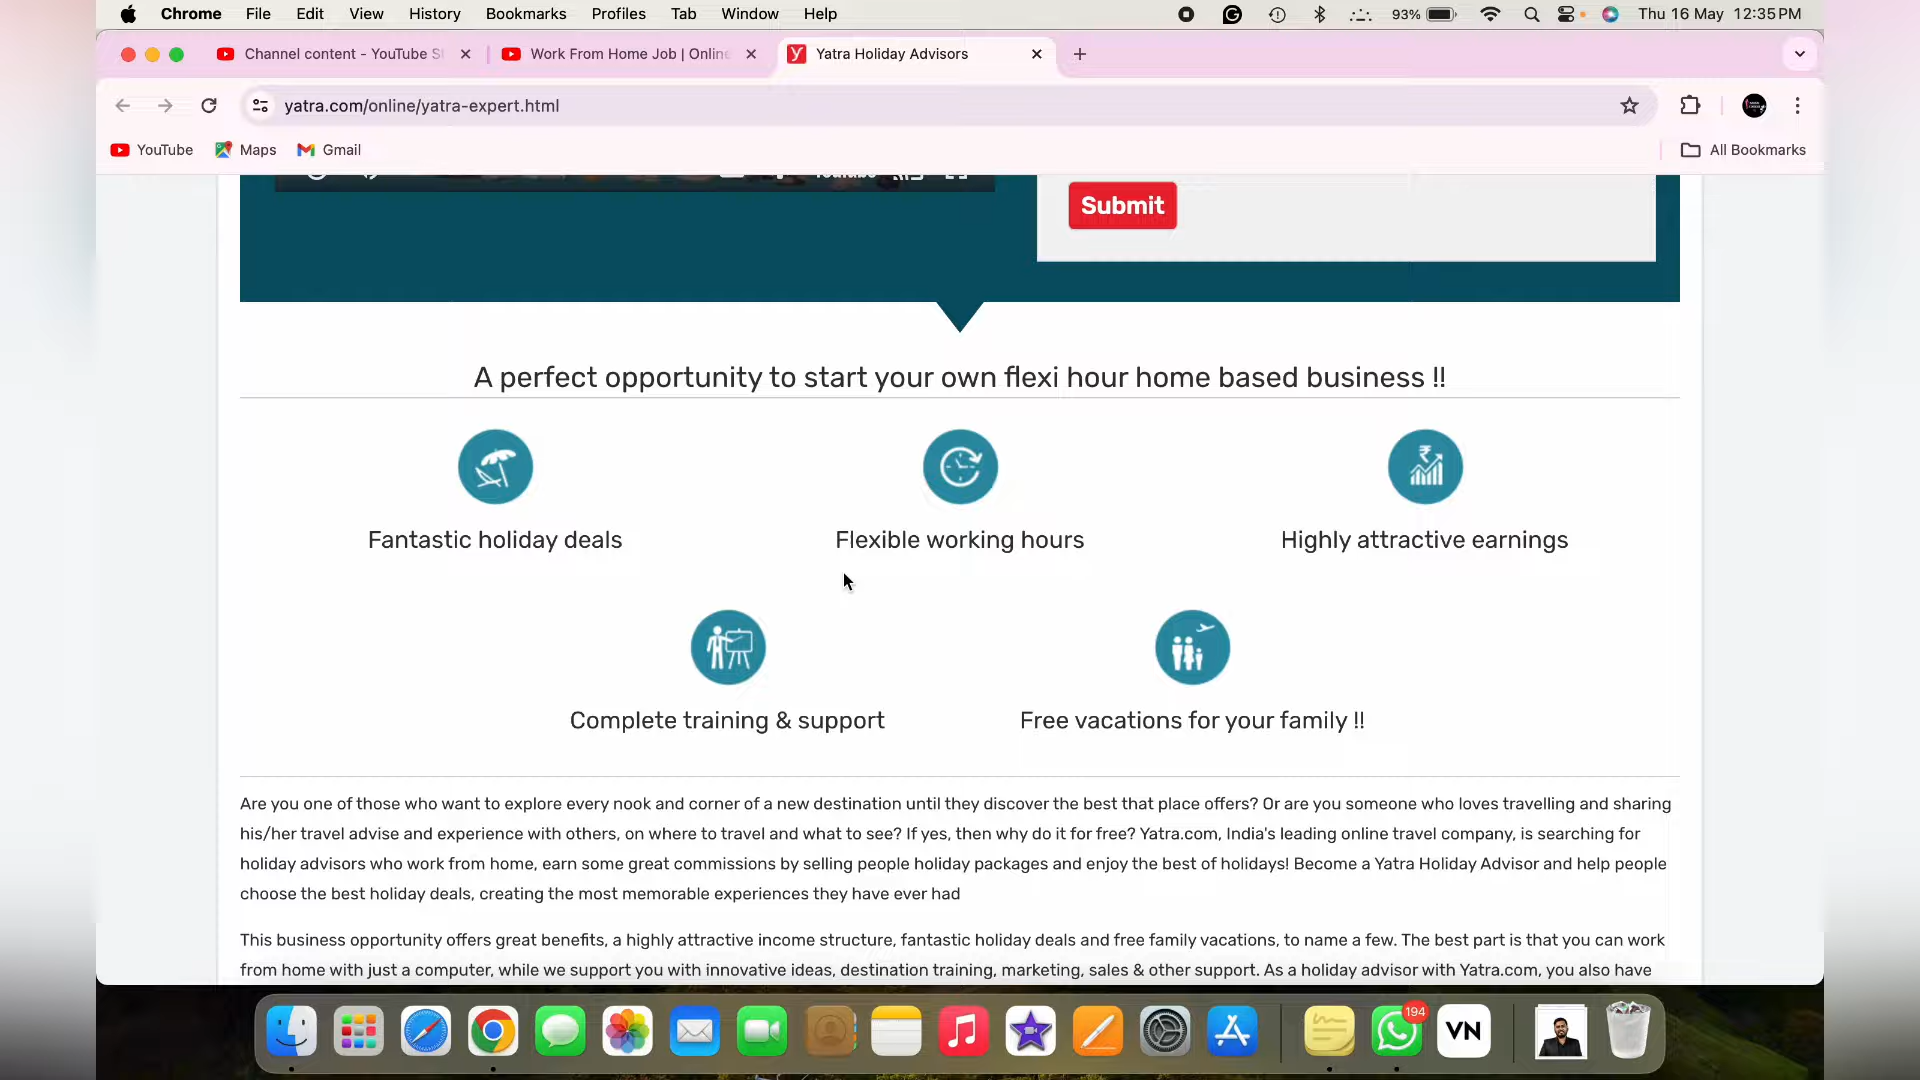 Chrome File Edit View History Bookmarks Profiles Tab Window Help 93% Thu 16 May 12:35 PM
Channel content - YouTube S Work From Home Job | Online Yatra Holiday Advisors
yatra.com/online/yatra-expert.html
YouTube Maps Gmail All Bookmarks
Submit
A perfect opportunity to start your own flexi hour home based business !!
Fantastic holiday deals Flexible working hours Highly attractive earnings
Complete training & support Free vacations for your family !!
Are you one of those who want to explore every nook and corner of a new destination until they discover the best that place offers? Or are you someone who loves travelling and sharing
his/her travel advise and experience with others, on where to travel and what to see? If yes, then why do it for free? Yatra.com, India's leading online travel company, is searching for
holiday advisors who work from home, earn some great commissions by selling people holiday packages and enjoy the best of holidays! Become a Yatra Holiday Advisor and help people
choose the best holiday deals, creating the most memorable experiences they have ever had
This business opportunity offers great benefits, a highly attractive income structure, fantastic holiday deals and free family vacations, to name a few. The best part is that you can work
from home with just a computer, while we support you with innovative ideas, destination training, marketing, sales & other support. As a holiday advisor with Yatra.com, you also have
194
VN